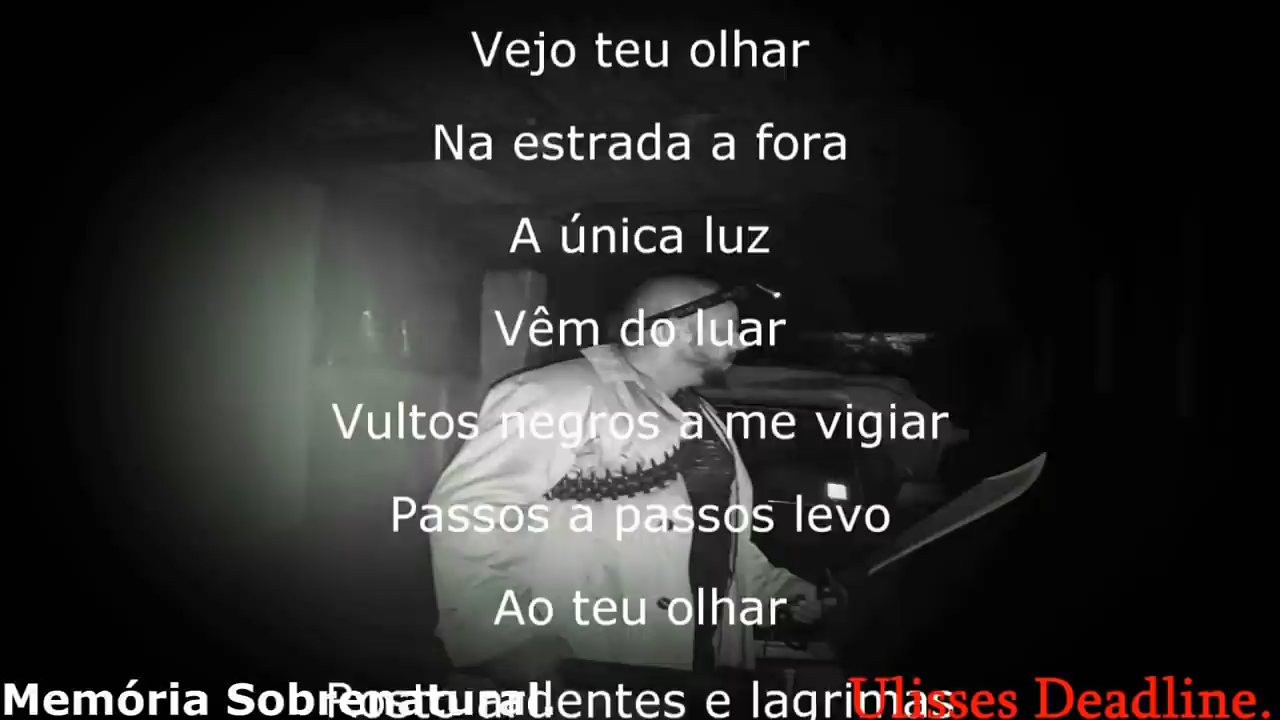 Vejo teu olhar
Na estrada a fora
A única luz
Vêm do luar
Vultos negros a me vigiar
Passos a passos levo
Ao teu olhar
Rosto ardentes e lagrimas
Memória Sobrenatural.
Ulisses Deadline.